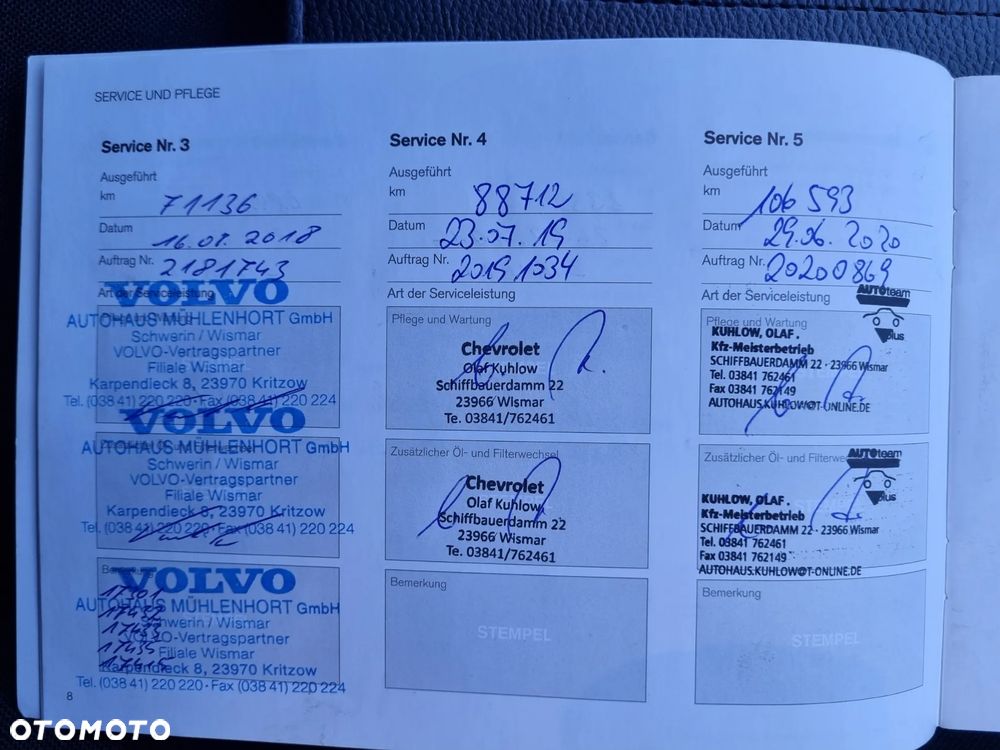 SERVICE UND PFLEGE
Service Nr. 3
Ausgeführt
km 71136
Datum 16.08.2018
Auftrag Nr. 2181743
Art der Serviceleistung
VOLVO
AUTOHAUS MÜHLENHORT GmbH
Schwerin / Wismar
VOLVO-Vertragspartner
Filiale Wismar
Karpendieck 8, 23970 Kritzow
Tel. (038 41) 220 220 · Fax (038 41) 220 224
VOLVO
AUTOHAUS MÜHLENHORT GmbH
Schwerin / Wismar
VOLVO-Vertragspartner
Filiale Wismar
Karpendieck 8, 23970 Kritzow
Tel. (038 41) 220 220 · Fax (038 41) 220 224
VOLVO
17301
AUTOHAUS MÜHLENHORT GmbH
17432
Schwerin / Wismar
17433
VOLVO-Vertragspartner
17435
Filiale Wismar
Karpendieck 8, 23970 Kritzow
Tel. (038 41) 220 220 · Fax (038 41) 220 224
8
Service Nr. 4
Ausgeführt
km 88712
Datum 23.07.19
Auftrag Nr. 20191034
Art der Serviceleistung
Pflege und Wartung
Chevrolet
Olaf Kuhlow
Schiffbauerdamm 22
23966 Wismar
Te. 03841/762461
Zusätzlicher Öl- und Filterwechsel
Chevrolet
Olaf Kuhlow
Schiffbauerdamm 22
23966 Wismar
Te. 03841/762461
Bemerkung
STEMPEL
Service Nr. 5
Ausgeführt
km 106 593
Datum 29.06.2020
Auftrag Nr. 20200869
Art der Serviceleistung
AUTOteam
plus
Pflege und Wartung
KUHLOW, OLAF .
Kfz-Meisterbetrieb
SCHIFFBAUERDAMM 22 · 23966 Wismar
Tel. 03841 762461
Fax 03841 762149
AUTOHAUS.KUHLOW@T-ONLINE.DE
Zusätzlicher Öl- und Filterwe
AUTOteam
plus
KUHLOW, OLAF .
Kfz-Meisterbetrieb
SCHIFFBAUERDAMM 22 · 23966 Wismar
Tel. 03841 762461
Fax 03841 762149
AUTOHAUS.KUHLOW@T-ONLINE.DE
Bemerkung
STEMPEL
OTOMOTO